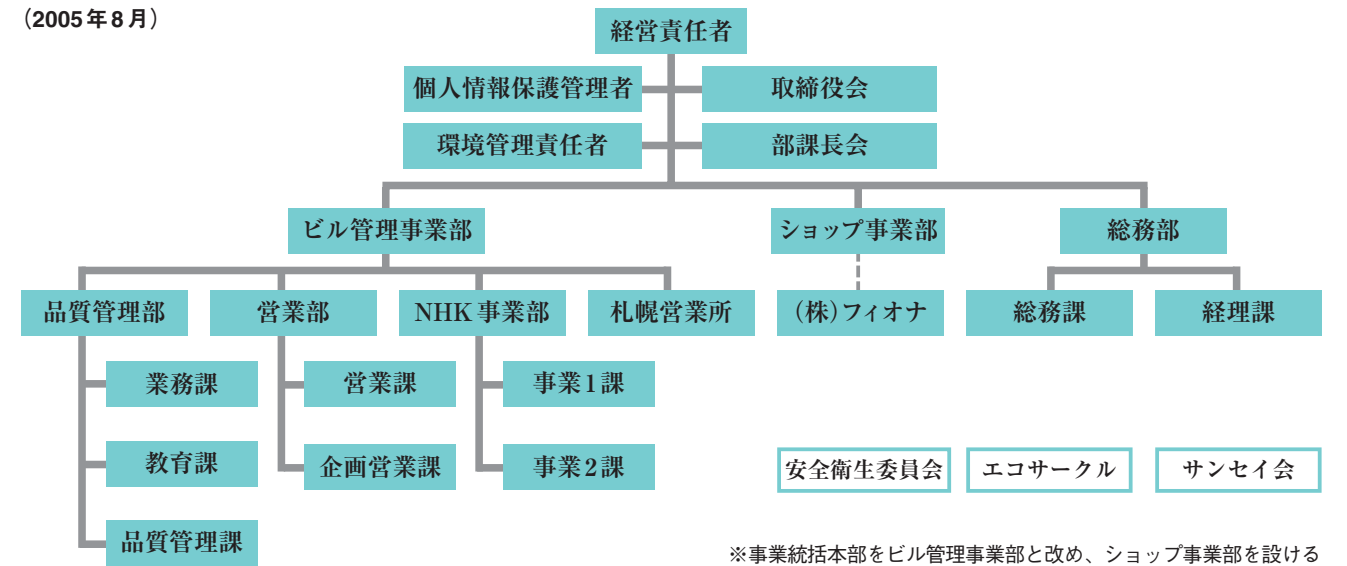 （2005年8月）
経営責任者
個人情報保護管理者
取締役会
環境管理責任者
部課長会
ビル管理事業部
ショップ事業部
総務部
品質管理部
営業部
NHK事業部
札幌営業所
（株）フィオナ
総務課
経理課
業務課
営業課
事業1課
教育課
企画営業課
事業2課
安全衛生委員会
エコサークル
サンセイ会
品質管理課
※事業統括本部をビル管理事業部と改め、ショップ事業部を設ける